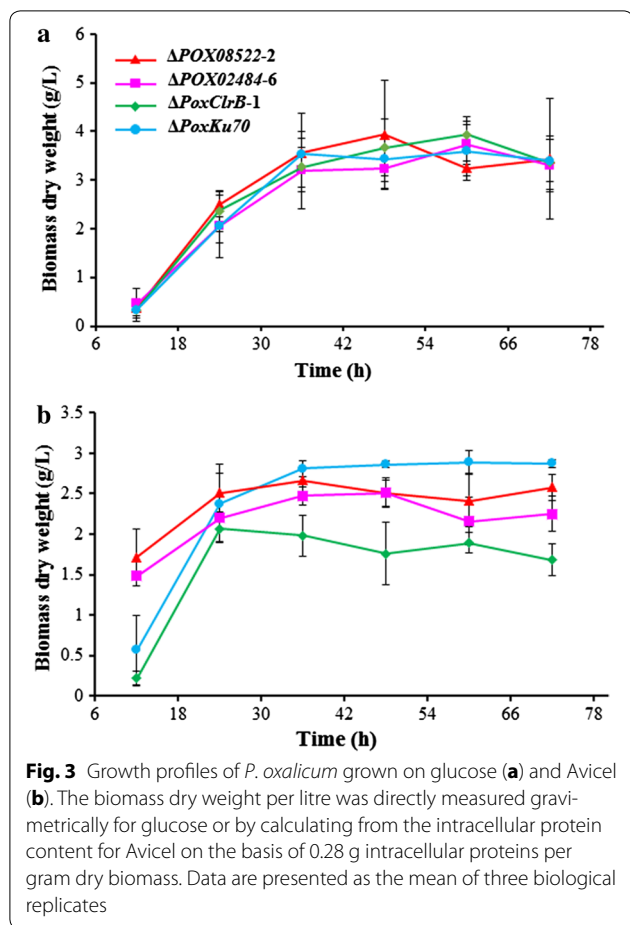 a
ΔPOX08522-2
ΔPOX02484-6
ΔPoxClrB-1
ΔPoxKu70
Biomass dry weight (g/L)
6
5
4
3
2
1
0
6 18 30 42 54 66 78
Time (h)
b
Biomass dry weight (g/L)
3.5
3
2.5
2
1.5
1
0.5
0
6 18 30 42 54 66 78
Time (h)
Fig. 3 Growth profiles of P. oxalicum grown on glucose (a) and Avicel
(b). The biomass dry weight per litre was directly measured gravi-
metrically for glucose or by calculating from the intracellular protein
content for Avicel on the basis of 0.28 g intracellular proteins per
gram dry biomass. Data are presented as the mean of three biological
replicates